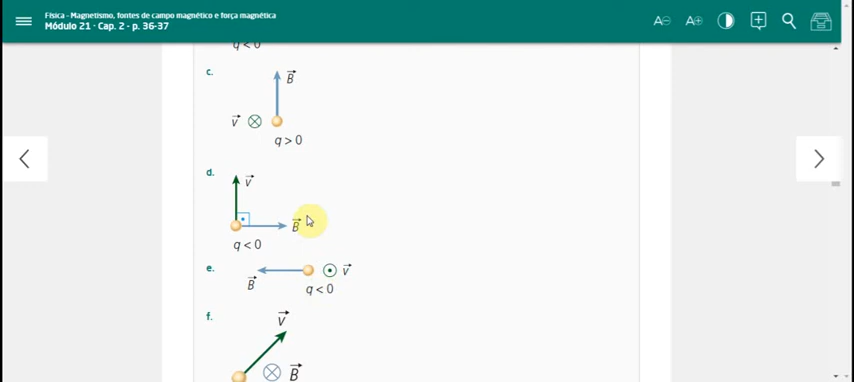 Física - Magnetismo, fontes de campo magnético e força magnética
Módulo 21 · Cap. 2 - p. 36-37
A⊖ A⊕
q < 0
c.
B
v ⊗
q > 0
d.
v
B
q < 0
e.
⊙ v
B
q < 0
f.
V
⊗ B